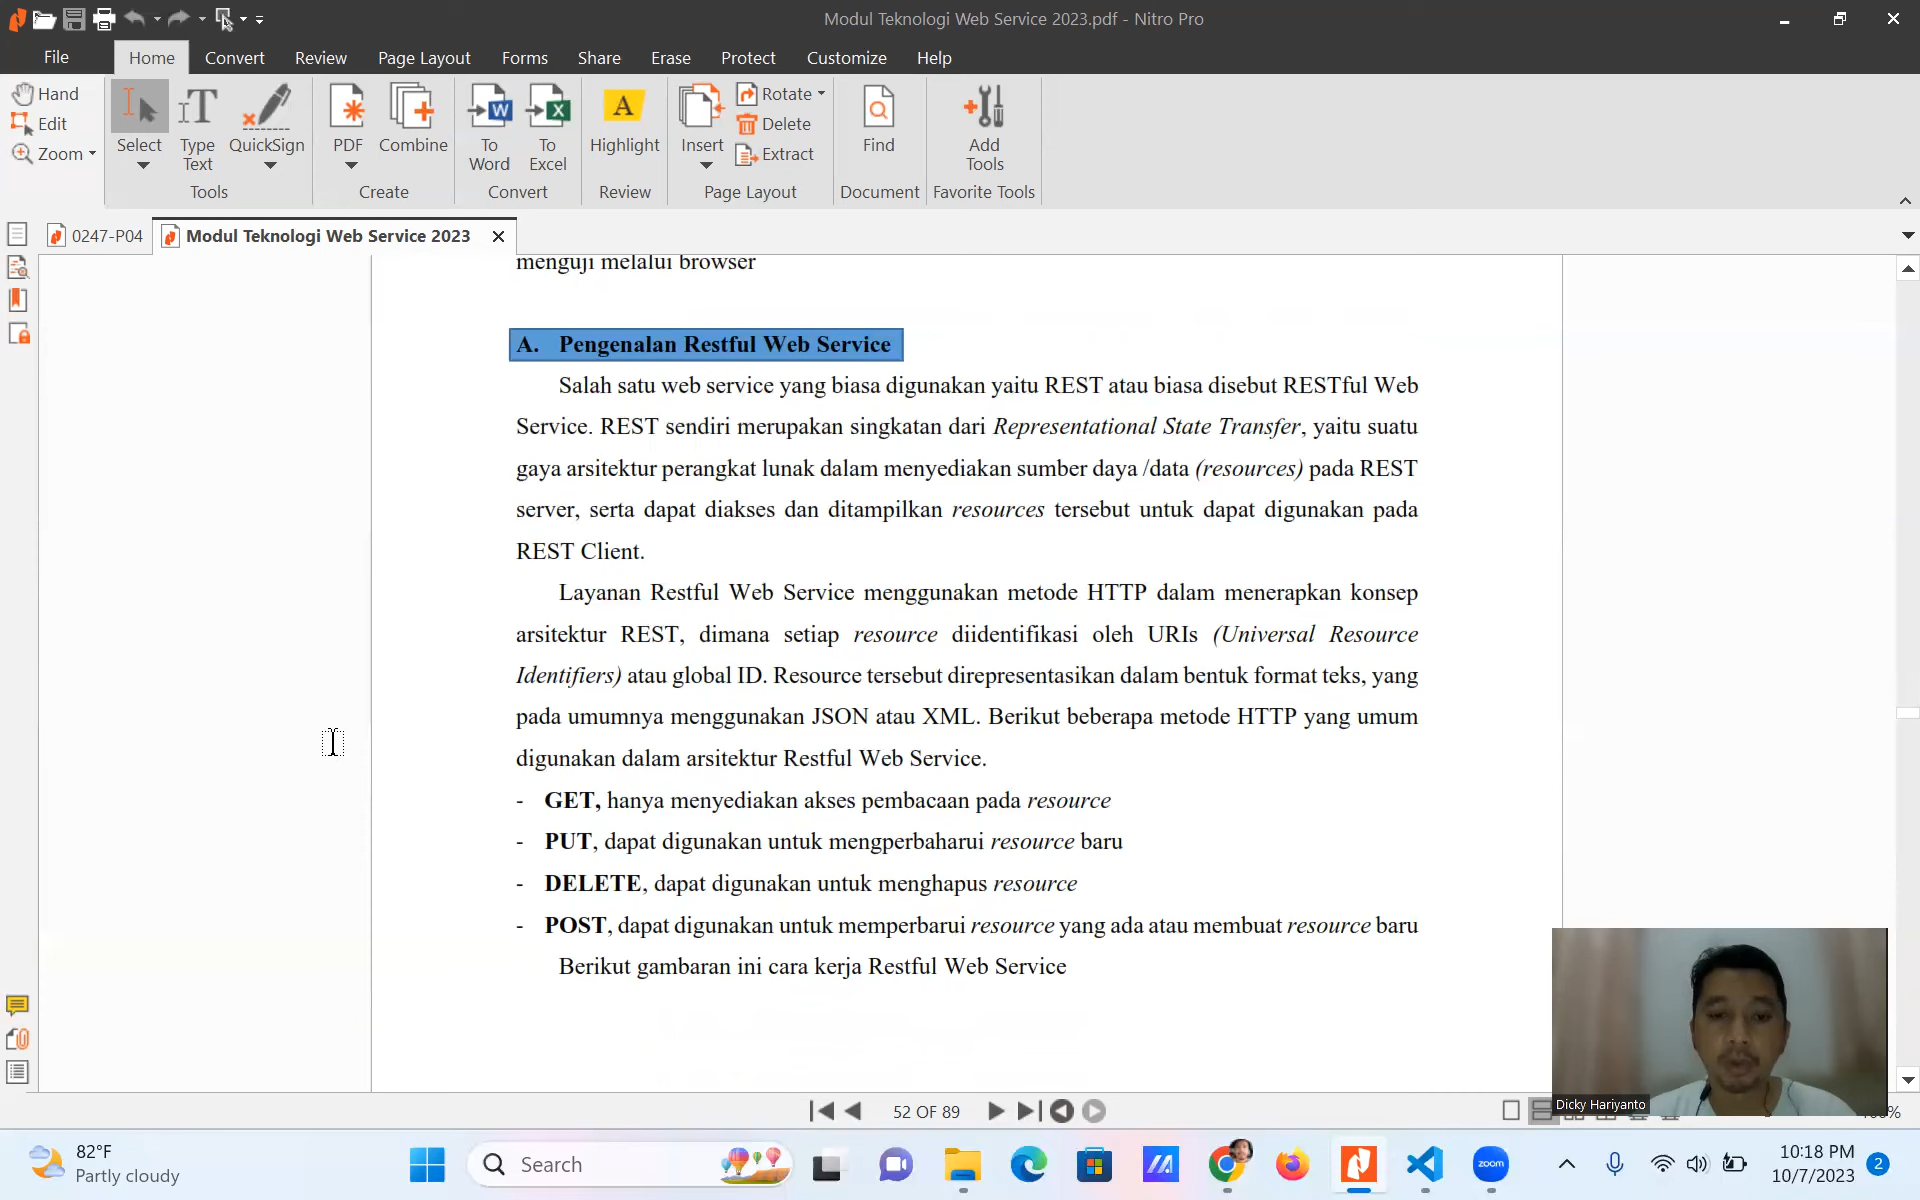 Modul Teknologi Web Service 2023.pdf - Nitro Pro
File Home Convert Review Page Layout Forms Share Erase Protect Customize Help
Hand
Edit
Zoom
Select
Type Text
QuickSign
Tools
PDF
Combine
Create
To Word
To Excel
Convert
Highlight
Review
Insert
Rotate
Delete
Extract
Page Layout
Find
Document
Add Tools
Favorite Tools
0247-P04
Modul Teknologi Web Service 2023
menguji melalui browser
A. Pengenalan Restful Web Service
Salah satu web service yang biasa digunakan yaitu REST atau biasa disebut RESTful Web
Service. REST sendiri merupakan singkatan dari Representational State Transfer, yaitu suatu
gaya arsitektur perangkat lunak dalam menyediakan sumber daya /data (resources) pada REST
server, serta dapat diakses dan ditampilkan resources tersebut untuk dapat digunakan pada
REST Client.
Layanan Restful Web Service menggunakan metode HTTP dalam menerapkan konsep
arsitektur REST, dimana setiap resource diidentifikasi oleh URIs (Universal Resource
Identifiers) atau global ID. Resource tersebut direpresentasikan dalam bentuk format teks, yang
pada umumnya menggunakan JSON atau XML. Berikut beberapa metode HTTP yang umum
digunakan dalam arsitektur Restful Web Service.
- GET, hanya menyediakan akses pembacaan pada resource
- PUT, dapat digunakan untuk mengperbaharui resource baru
- DELETE, dapat digunakan untuk menghapus resource
- POST, dapat digunakan untuk memperbarui resource yang ada atau membuat resource baru
Berikut gambaran ini cara kerja Restful Web Service
Dicky Hariyanto
52 OF 89
82°F
Partly cloudy
Search
zoom
10:18 PM
10/7/2023
2